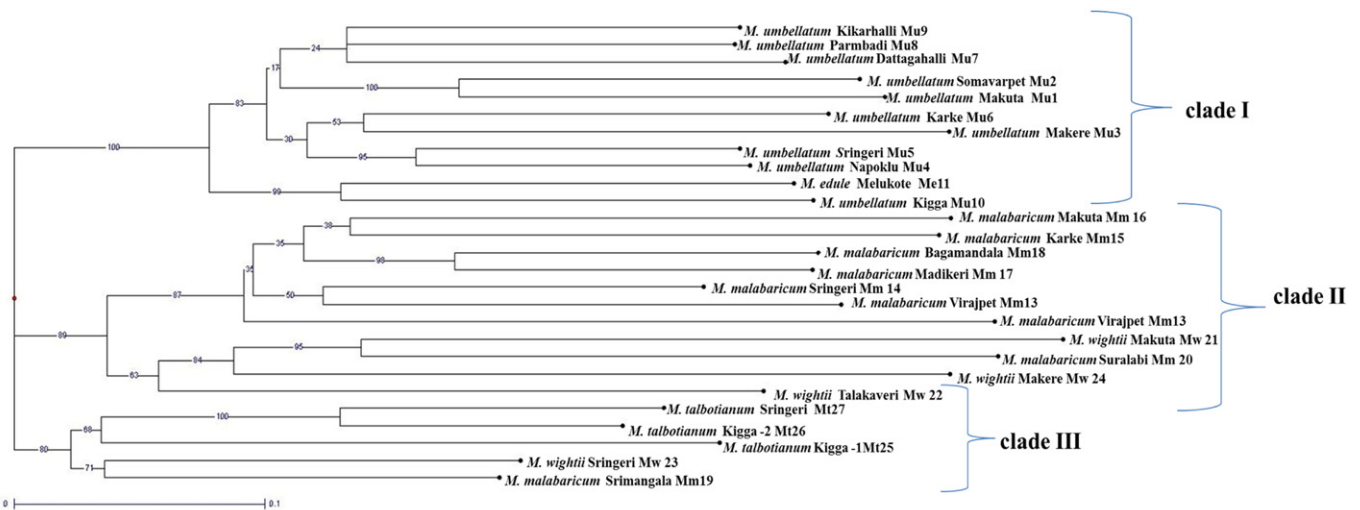 M. umbellatum Kikarhalli Mu9
24
M. umbellatum Parmbadi Mu8
M. umbellatum Dattagahalli Mu7
17
M. umbellatum Somavarpet Mu2
100
M. umbellatum Makuta Mu1
83
clade I
M. umbellatum Karke Mu6
53
M. umbellatum Makere Mu3
30
M. umbellatum Sringeri Mu5
100
95
M. umbellatum Napoklu Mu4
M. edule Melukote Me11
99
M. umbellatum Kigga Mu10
M. malabaricum Makuta Mm 16
38
M. malabaricum Karke Mm15
35
M. malabaricum Bagamandala Mm18
98
M. malabaricum Madikeri Mm 17
35
M. malabaricum Sringeri Mm 14
50
87
clade II
M. malabaricum Virajpet Mm13
M. malabaricum Virajpet Mm13
89
M. wightii Makuta Mw 21
95
M. malabaricum Suralabi Mm 20
84
M. wightii Makere Mw 24
63
M. wightii Talakaveri Mw 22
M. talbotianum Sringeri Mt27
100
M. talbotianum Kigga -2 Mt26
68
M. talbotianum Kigga -1Mt25
clade III
80
M. wightii Sringeri Mw 23
71
M. malabaricum Srimangala Mm19
0 0.1